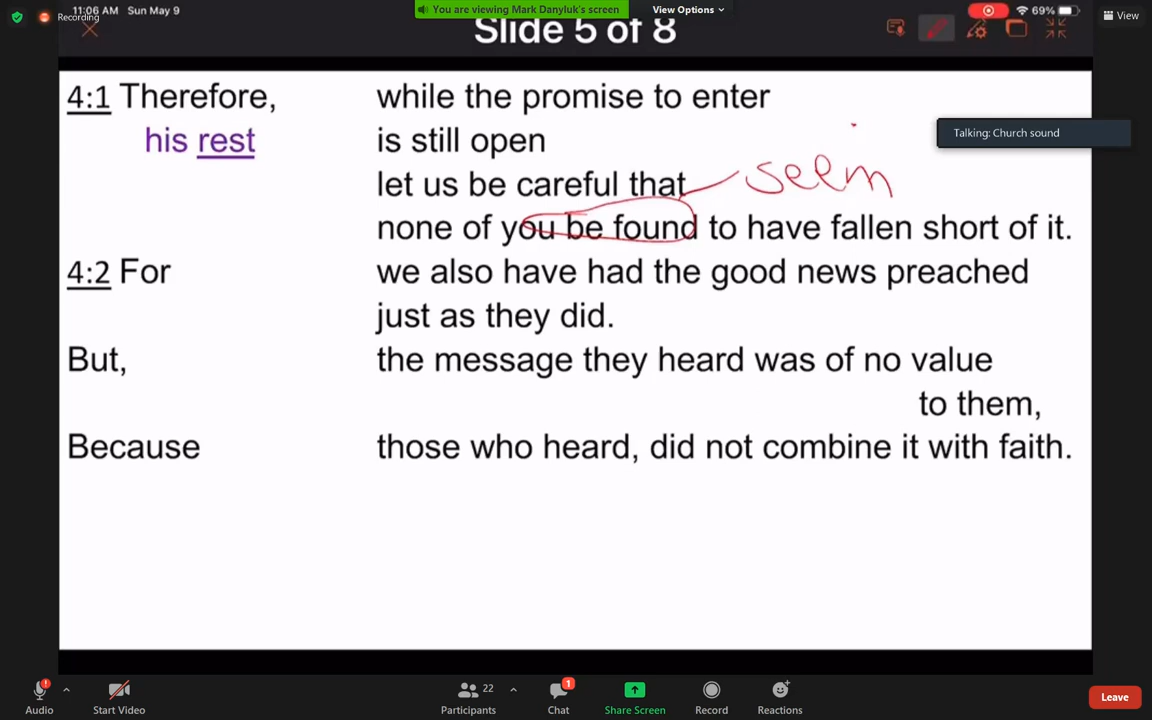 11:06 AM Sun May 9
You are viewing Mark Danyluk's screen
View Options
69%
View
Recording
Slide 5 of 8
Talking: Church sound
4:1 Therefore, while the promise to enter
his rest is still open
let us be careful that
seem
none of you be found to have fallen short of it.
4:2 For we also have had the good news preached
just as they did.
But, the message they heard was of no value
to them,
Because those who heard, did not combine it with faith.
Audio
Start Video
Participants 22
Chat 1
Share Screen
Record
Reactions
Leave